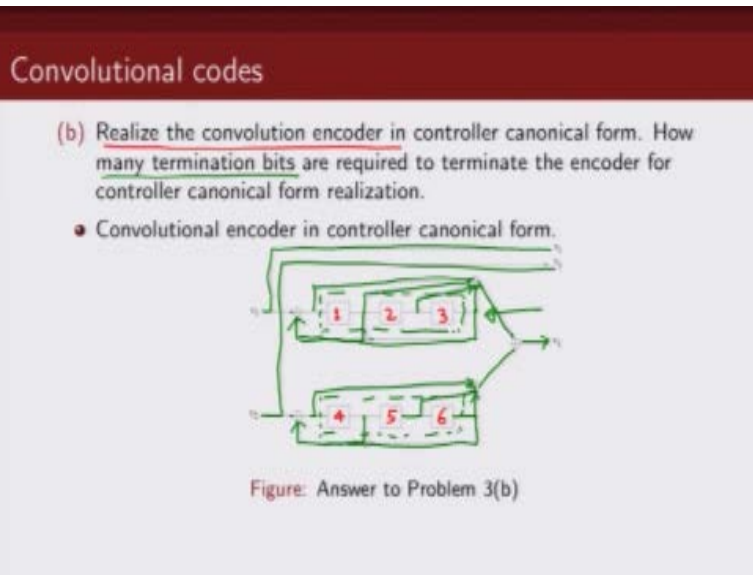 Convolutional codes
(b) Realize the convolution encoder in controller canonical form. How
many termination bits are required to terminate the encoder for
controller canonical form realization.
• Convolutional encoder in controller canonical form.
1 2 3
4 5 6
Figure: Answer to Problem 3(b)